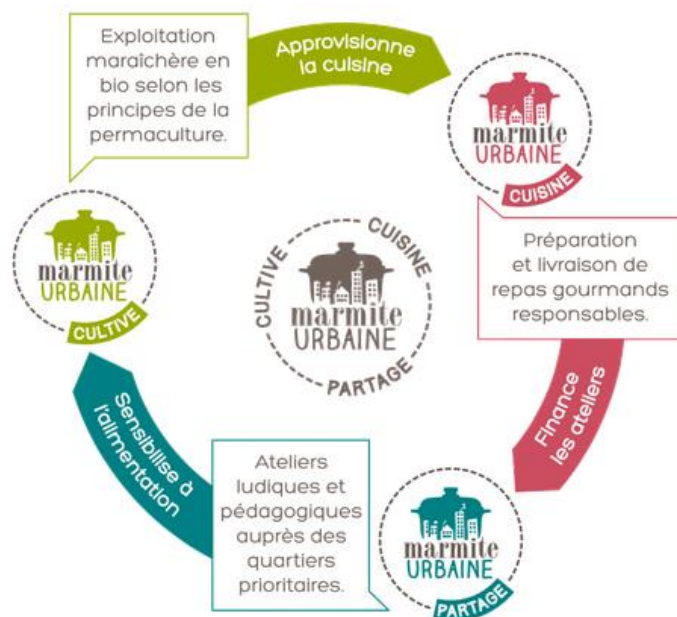 Exploitation
maraîchère en
bio selon les
principes de la
permaculture.
Approvisionne
la cuisine
marmite
URBAINE
CUISINE
Préparation
et livraison de
repas gourmands
responsables.
Finance
les ateliers
marmite
URBAINE
PARTAGE
Ateliers
ludiques et
pédagogiques
auprès des
quartiers
prioritaires.
Sensibilise à
l'alimentation
marmite
URBAINE
CULTIVE
CULTIVE
CUISINE
marmite
URBAINE
PARTAGE